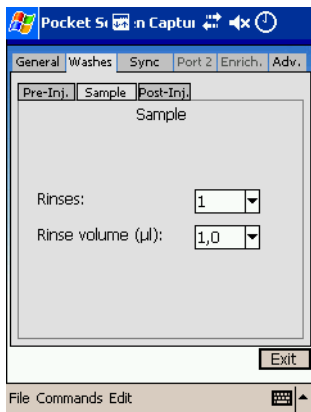 Pocket Sc en Captur
General Washes Sync Port 2 Enrich. Adv.
Pre-Inj. Sample Post-Inj.
Sample
Rinses: 1
Rinse volume (µl): 1,0
Exit
File Commands Edit